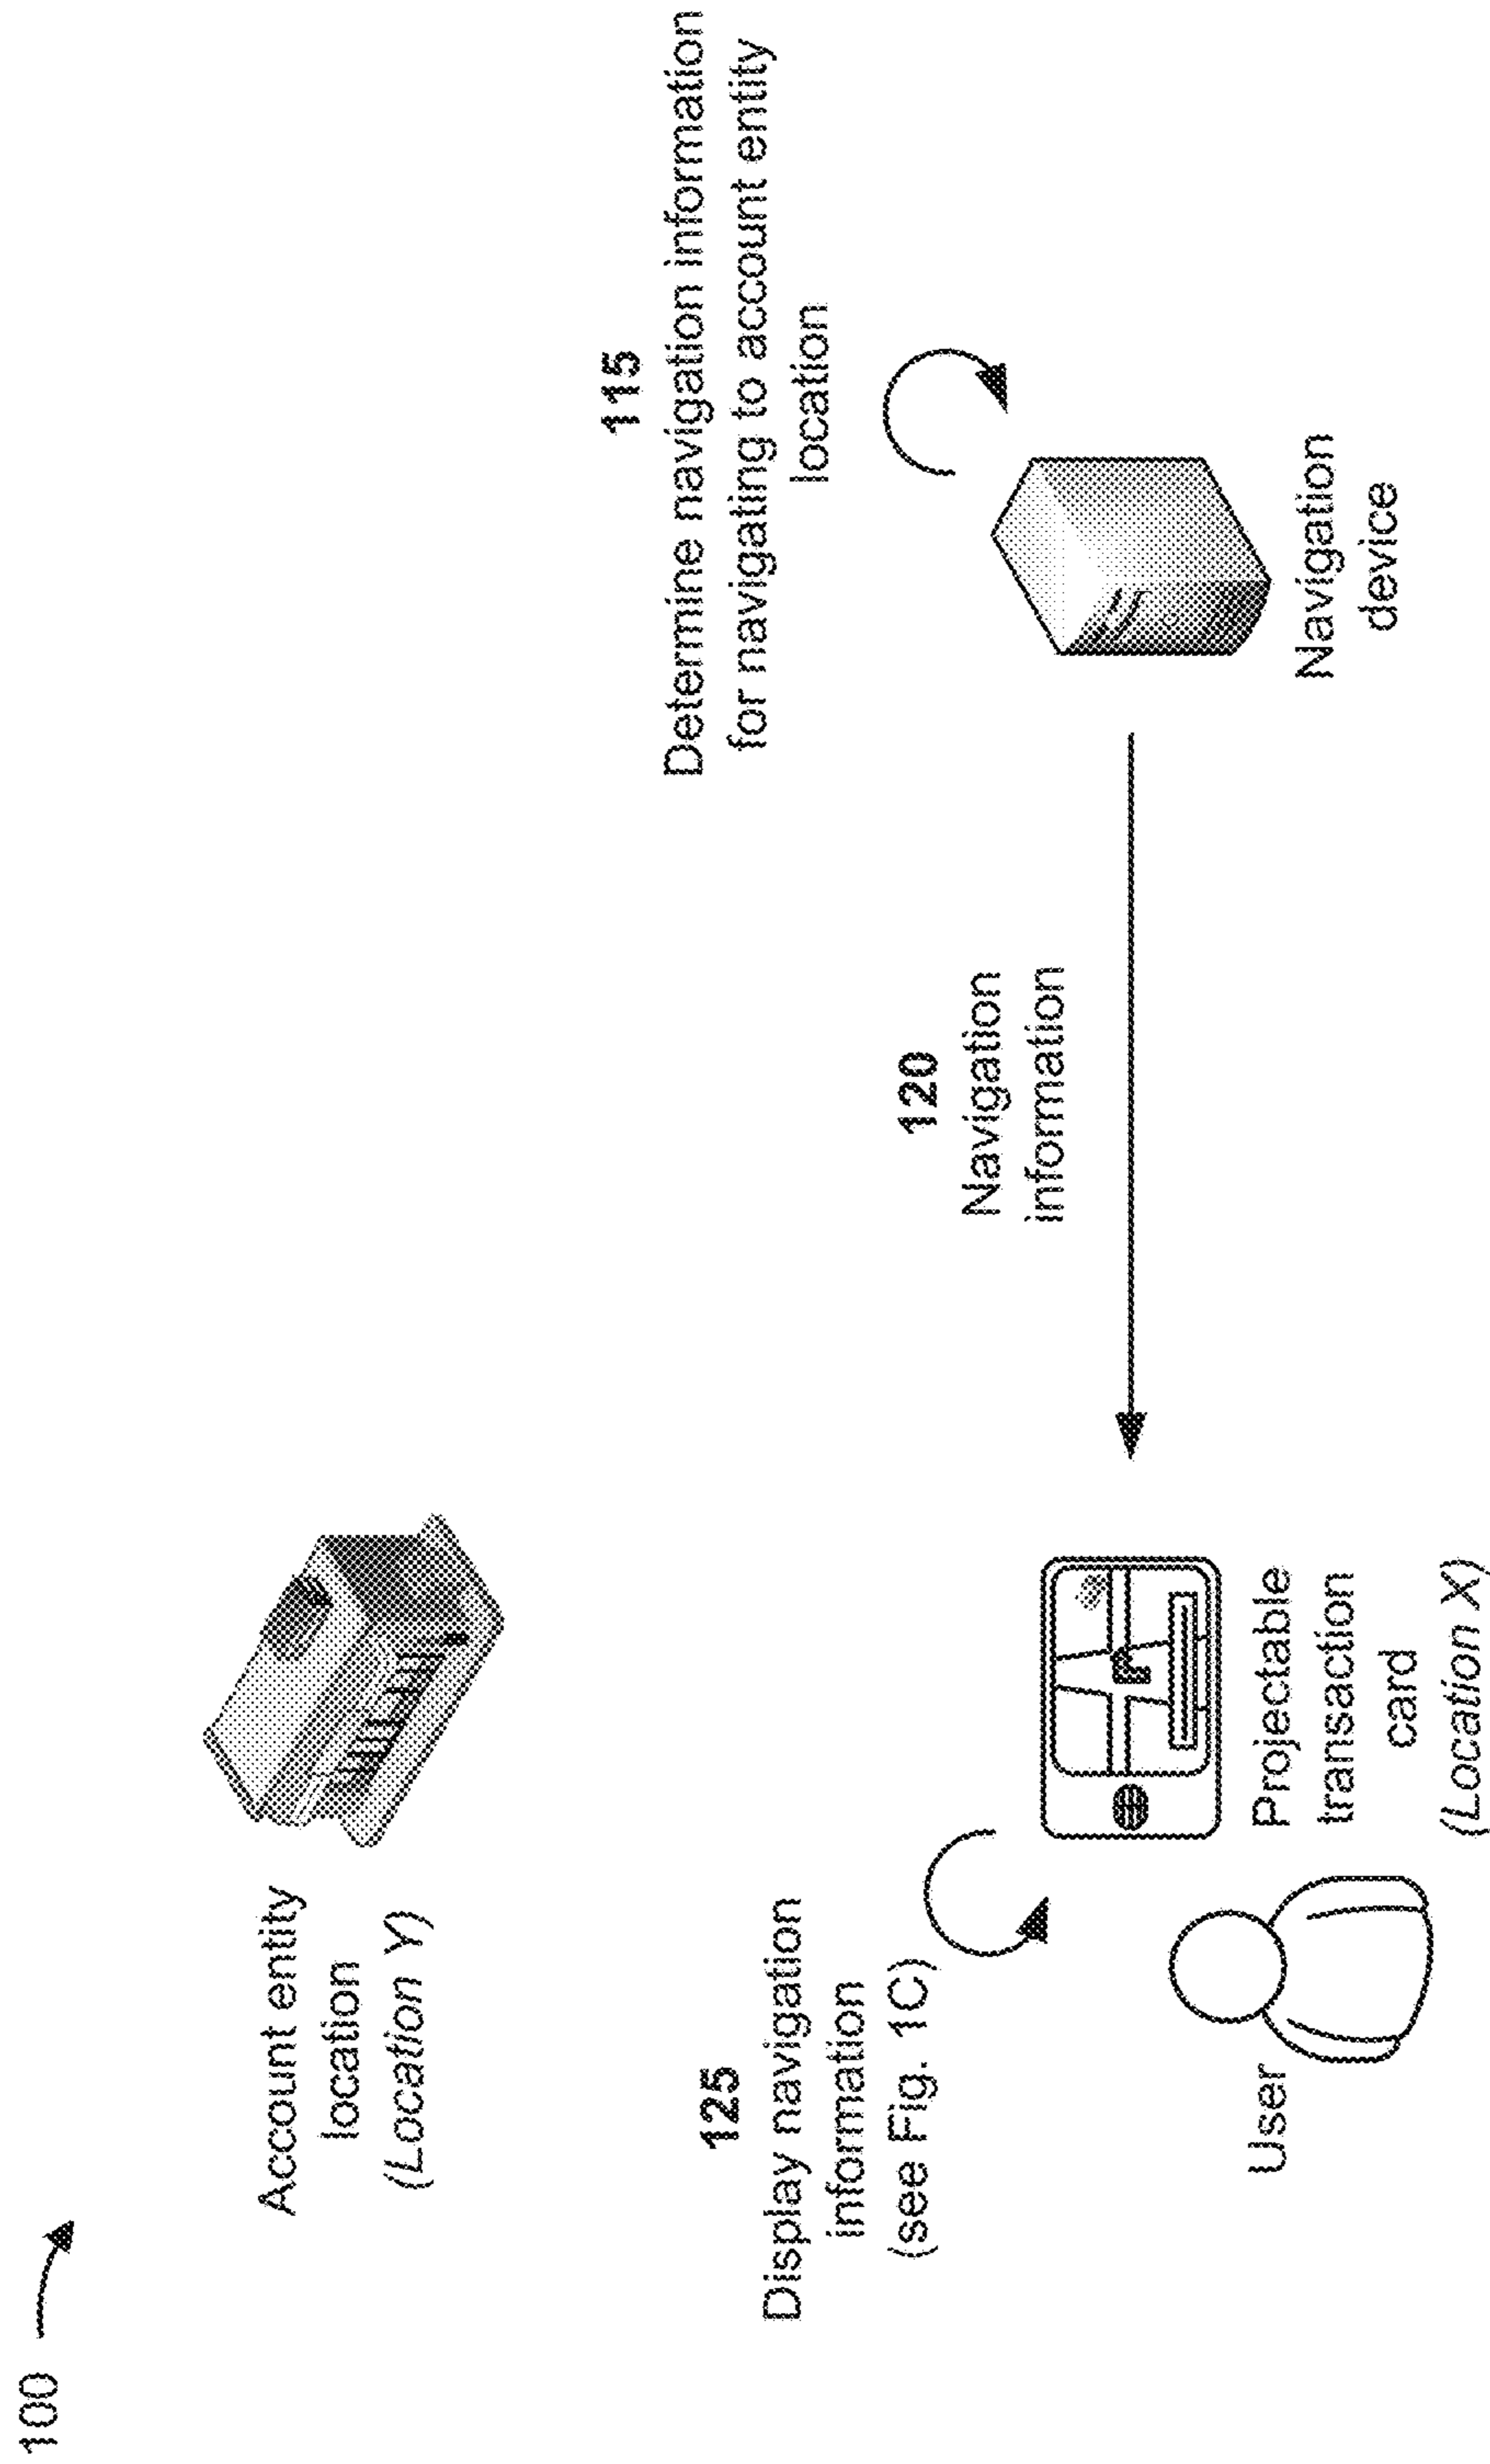 100
Account entity
location
(Location Y)
115
Determine navigation information
for navigating to account entity
location
125
Display navigation
information
(see Fig. 1C)
120
Navigation
information
User
Projectable
transaction
card
(Location X)
Navigation
device